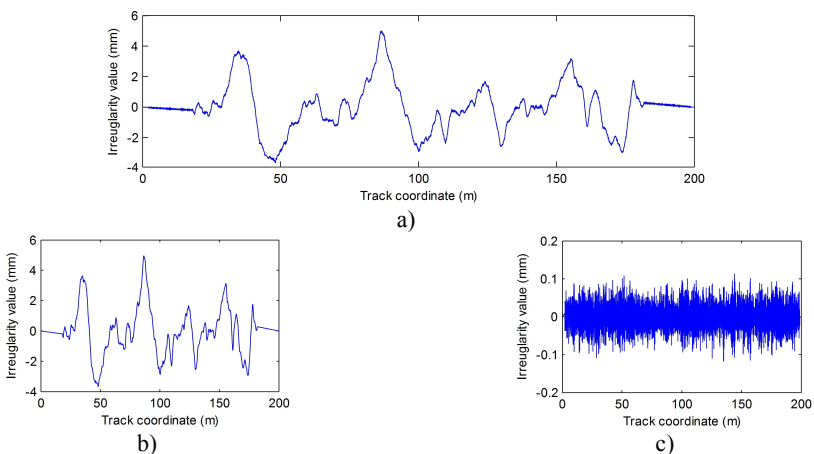 6
4
2
0
-2
-4
Irreuglarity value (mm)
0 50 100 150 200
Track coordinate (m)
a)
6
4
2
0
-2
-4
Irreuglarity value (mm)
0 50 100 150 200
Track coordinate (m)
b)
0.2
0.1
0
-0.1
-0.2
Irreuglarity value (mm)
0 50 100 150 200
Track coordinate (m)
c)